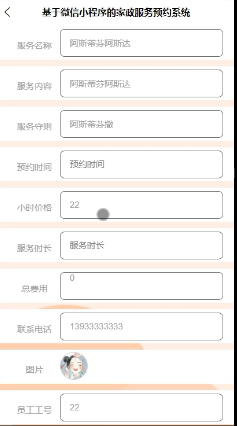 基于微信小程序的家政服务预约系统
服务名称 阿斯蒂芬阿斯达
服务内容 阿斯蒂芬阿斯达
服务守则 阿斯蒂芬撒
预约时间 预约时间
小时价格 22
服务时长 服务时长
总费用 0
联系电话 13933333333
图片
员工工号 22